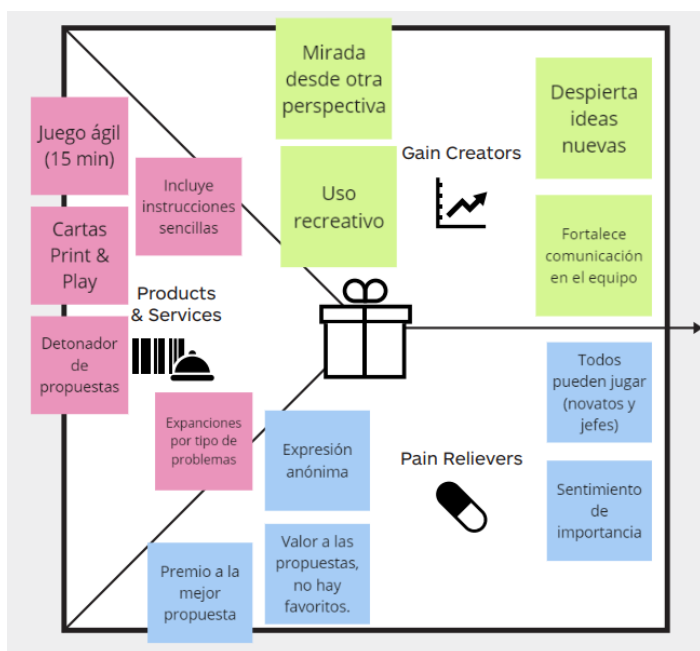 Mirada
desde otra
perspectiva
Despierta
ideas
nuevas
Juego ágil
(15 min)
Gain Creators
Incluye
instrucciones
sencillas
Uso
recreativo
Cartas
Print &
Play
Fortalece
comunicación
en el equipo
Products
& Services
Detonador
de
propuestas
Todos
pueden jugar
(novatos y
jefes)
Expanciones
por tipo de
problemas
Expresión
anónima
Pain Relievers
Sentimiento
de
importancia
Valor a las
propuestas,
no hay
favoritos.
Premio a la
mejor
propuesta